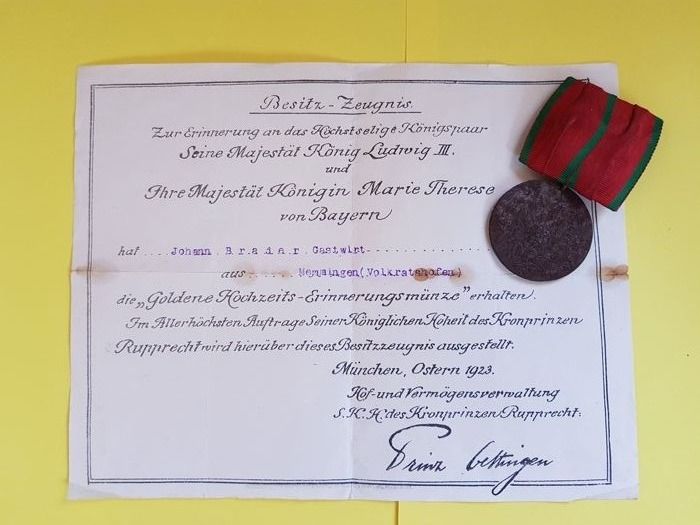 Besitz-Zeugnis.
Zur Erinnerung an das Höchstselige Königspaar
Seine Majestät König Ludwig III.
und
Ihre Majestät Königin Marie Therese
von Bayern
hat .... Johann B r a d a r Gastwirt
aus ...... Memmingen(Volkratshofen)
die „Goldene Hochzeits-Erinnerungsmünze" erhalten.
Im Allerhöchsten Auftrage Seiner Königlichen Hoheit des Kronprinzen
Rupprecht wird hierüber dieses Besitzzeugnis ausgestellt.
München, Ostern 1923.
Hof- und Vermögensverwaltung
S.K.H. des Kronprinzen Rupprecht:
Prinz Oettingen